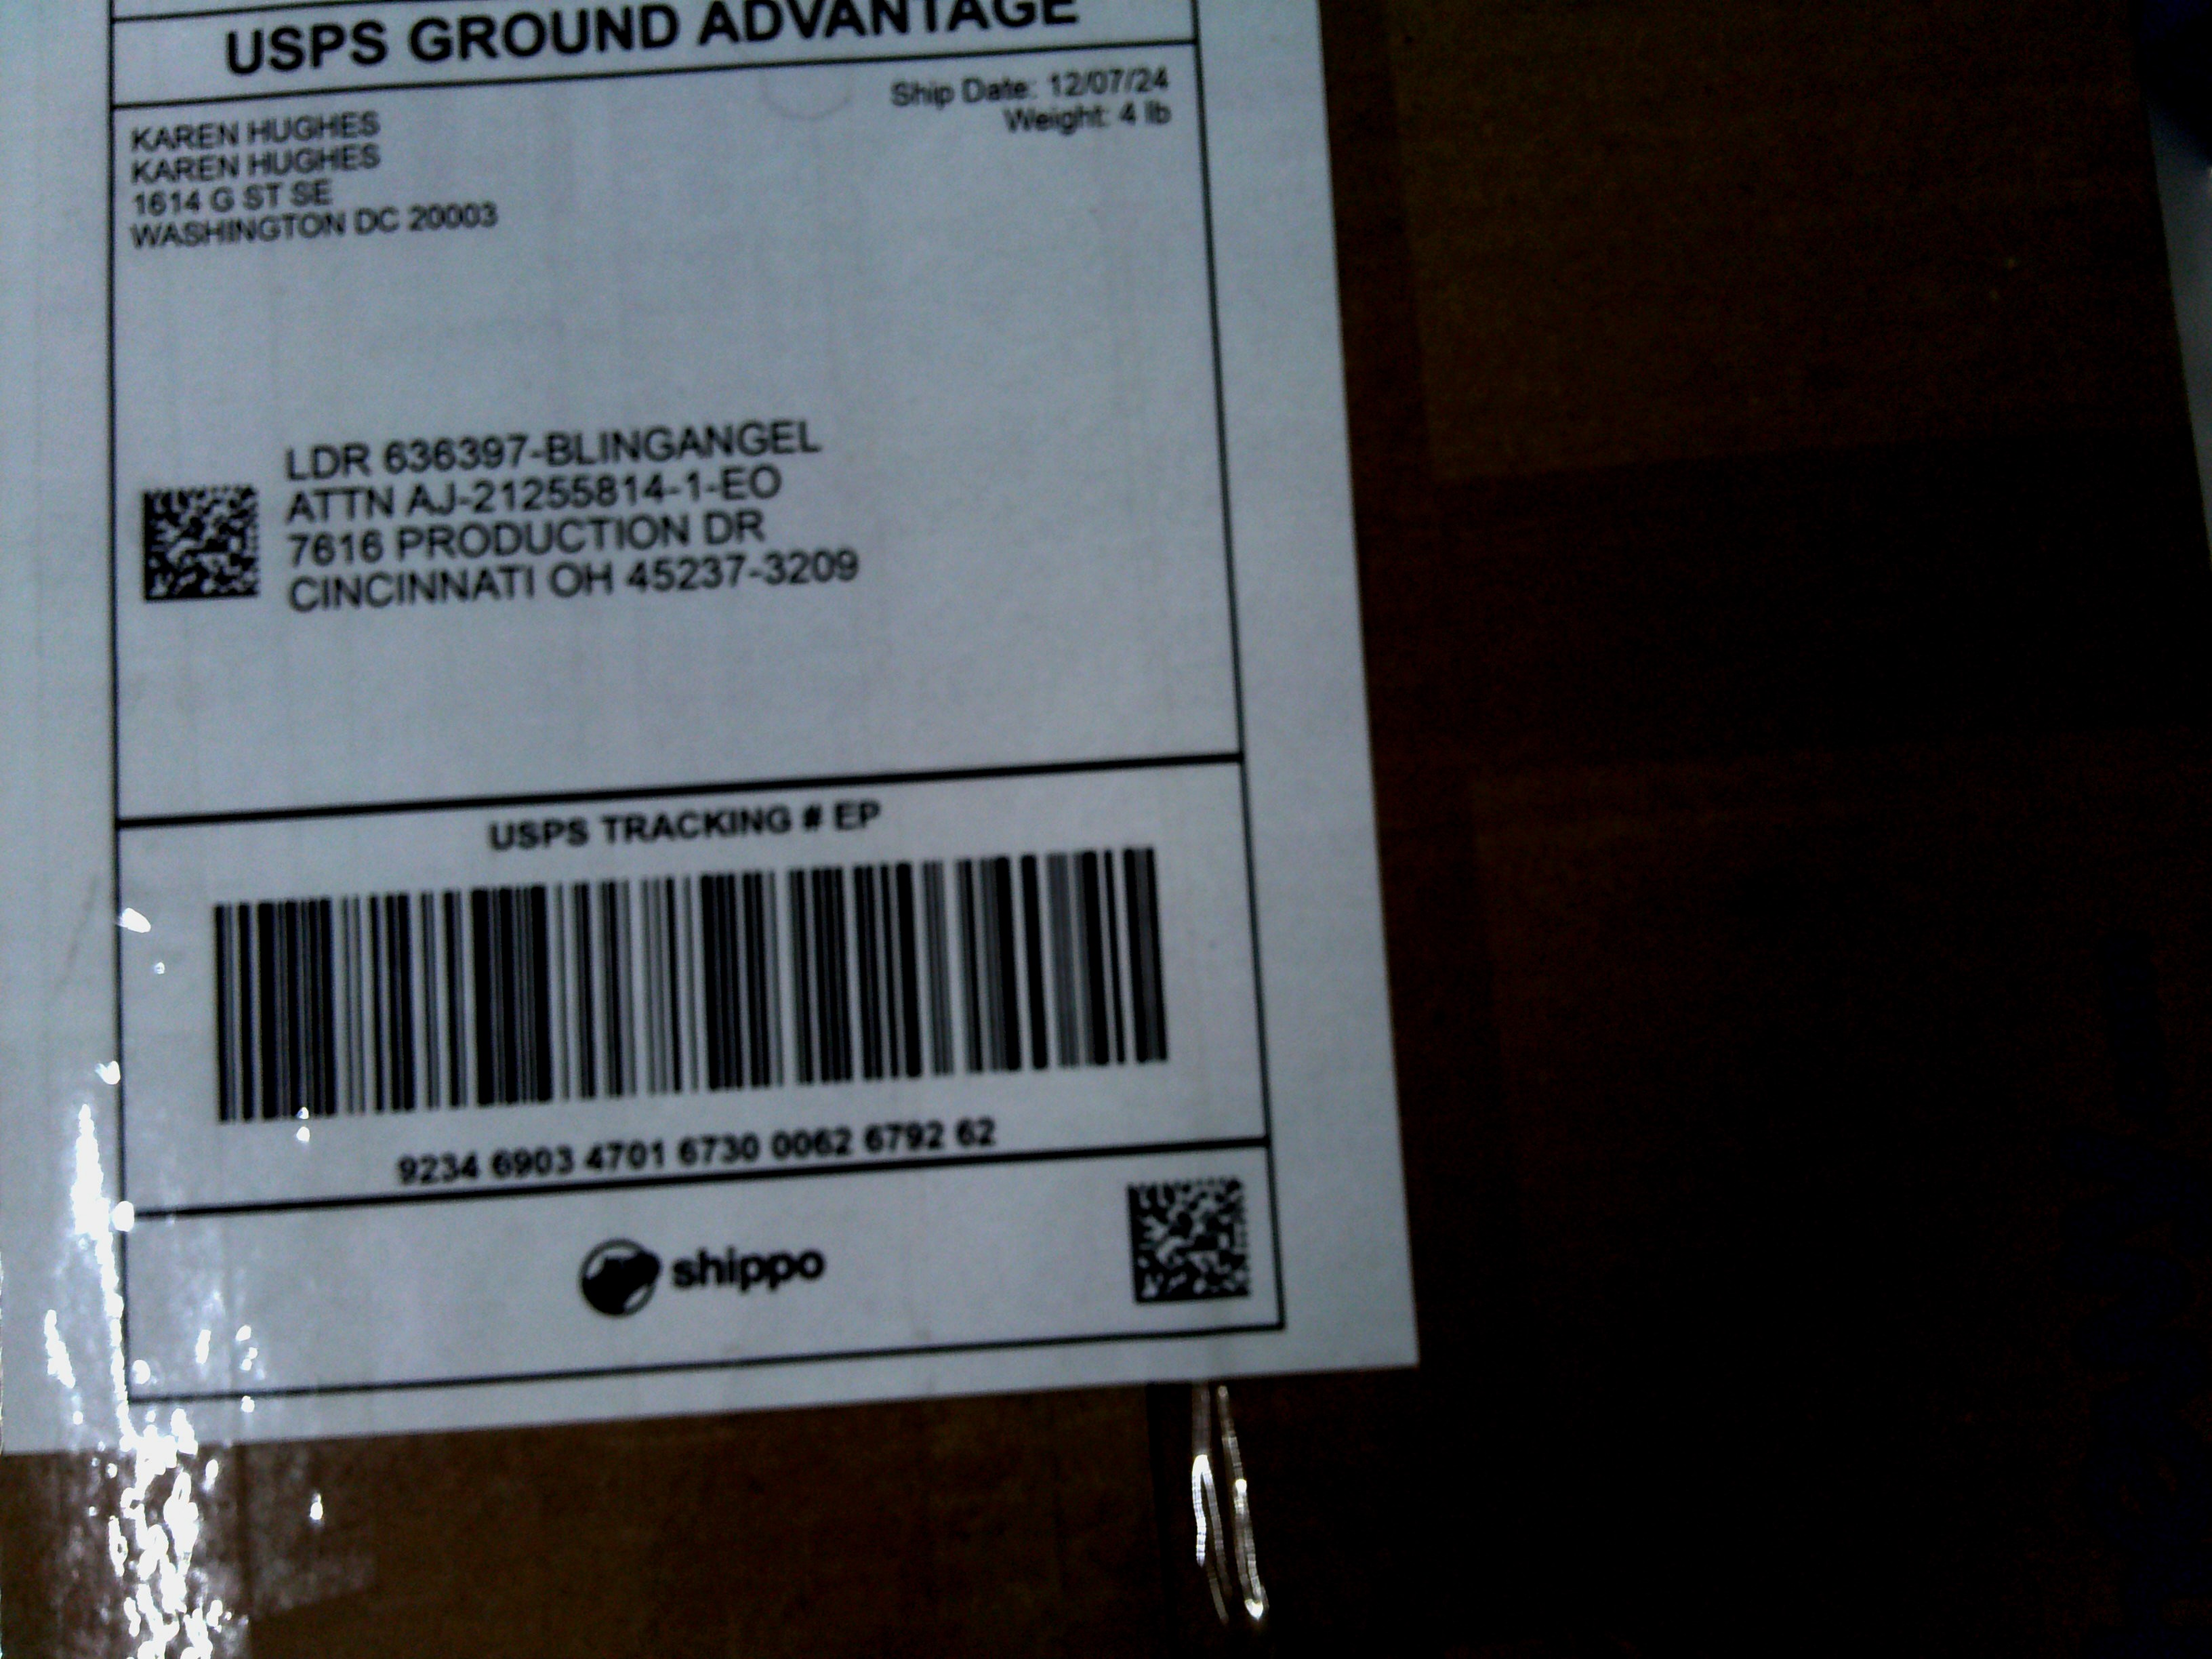 USPS GROUND ADVANTAGE
Ship Date: 12/07/24
Weight: 4 lb
KAREN HUGHES
KAREN HUGHES
1614 G ST SE
WASHINGTON DC 20003
LDR 636397-BLINGANGEL
ATTN AJ-21255814-1-EO
7616 PRODUCTION DR
CINCINNATI OH 45237-3209
USPS TRACKING # EP
9234 6903 4701 6730 0062 6792 62
shippo